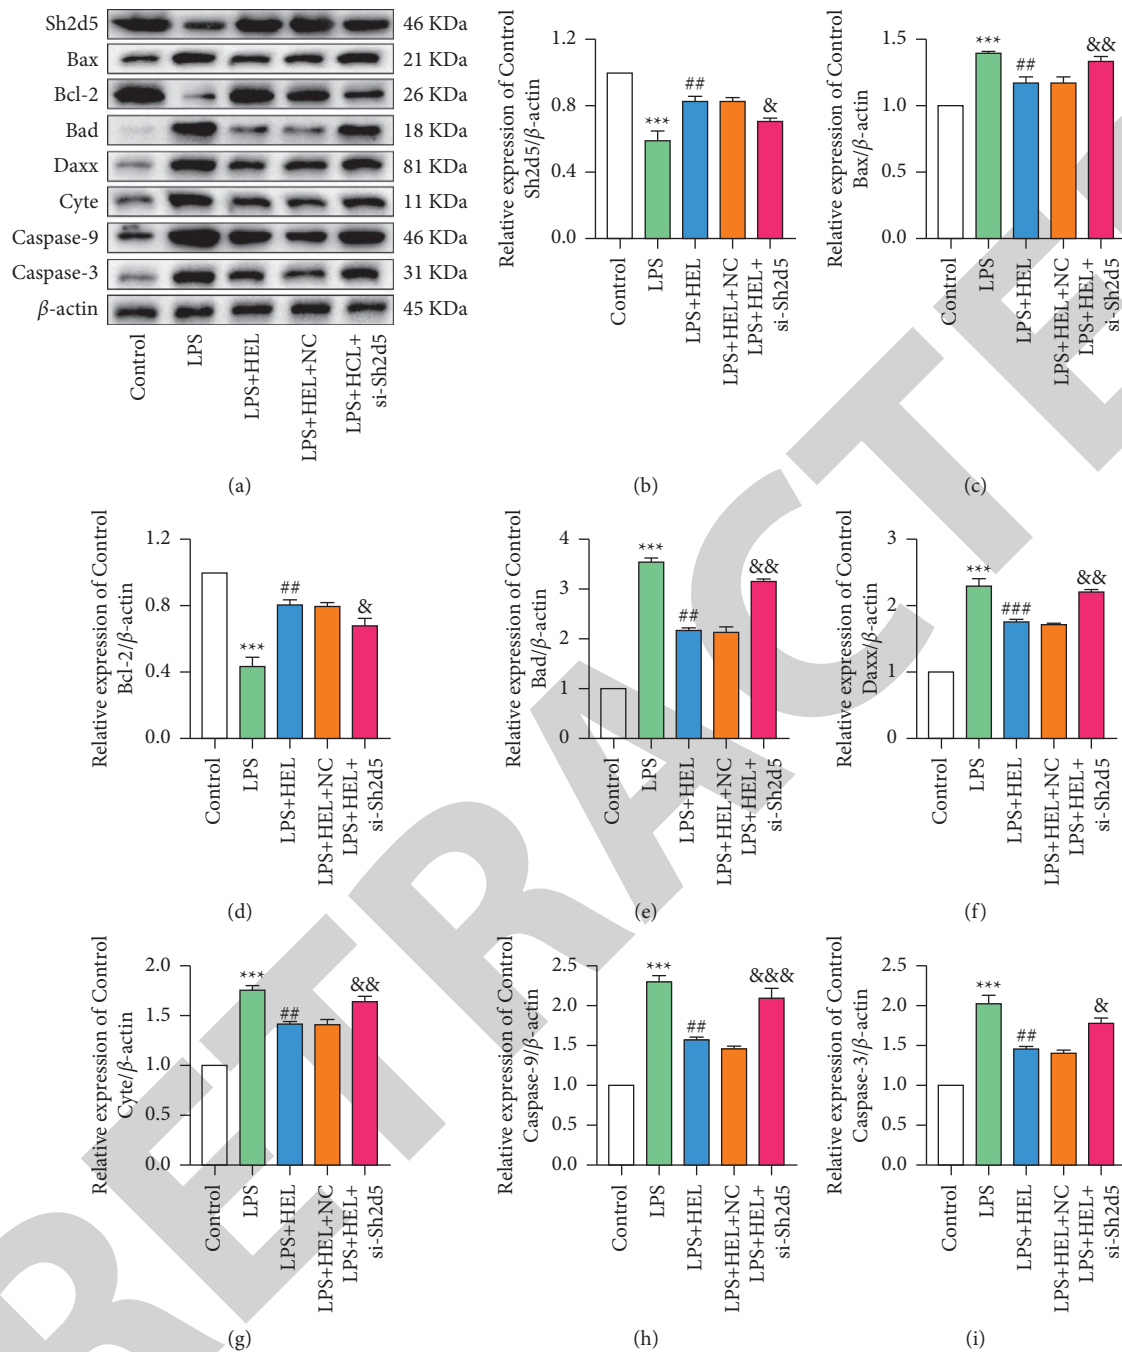 Sh2d5 46 KDa
Bax 21 KDa
Bcl-2 26 KDa
Bad 18 KDa
Daxx 81 KDa
Cyte 11 KDa
Caspase-9 46 KDa
Caspase-3 31 KDa
β-actin 45 KDa
Control
LPS
LPS+HEL
LPS+HEL+NC
LPS+HCL+
si-Sh2d5
(a)
Relative expression of Control
Sh2d5/β-actin
1.2
0.8
0.4
0.0
***
##
&
Control
LPS
LPS+HEL
LPS+HEL+NC
LPS+HEL+
si-Sh2d5
(b)
Relative expression of Control
Bax/β-actin
1.5
1.0
0.5
0.0
***
##
&&
Control
LPS
LPS+HEL
LPS+HEL+NC
LPS+HEL+
si-Sh2d5
(c)
Relative expression of Control
Bcl-2/β-actin
1.2
0.8
0.4
0.0
***
##
&
Control
LPS
LPS+HEL
LPS+HEL+NC
LPS+HEL+
si-Sh2d5
(d)
Relative expression of Control
Bad/β-actin
4
3
2
1
0
***
##
&&
Control
LPS
LPS+HEL
LPS+HEL+NC
LPS+HEL+
si-Sh2d5
(e)
Relative expression of Control
Daxx/β-actin
3
2
1
0
***
###
&&
Control
LPS
LPS+HEL
LPS+HEL+NC
LPS+HEL+
si-Sh2d5
(f)
Relative expression of Control
Cyte/β-actin
2.0
1.5
1.0
0.5
0.0
***
##
&&
Control
LPS
LPS+HEL
LPS+HEL+NC
LPS+HEL+
si-Sh2d5
(g)
Relative expression of Control
Caspase-9/β-actin
2.5
2.0
1.5
1.0
0.5
0.0
***
##
&&&
Control
LPS
LPS+HEL
LPS+HEL+NC
LPS+HEL+
si-Sh2d5
(h)
Relative expression of Control
Caspase-3/β-actin
2.5
2.0
1.5
1.0
0.5
0.0
***
##
&
Control
LPS
LPS+HEL
LPS+HEL+NC
LPS+HEL+
si-Sh2d5
(i)
RETRACTE